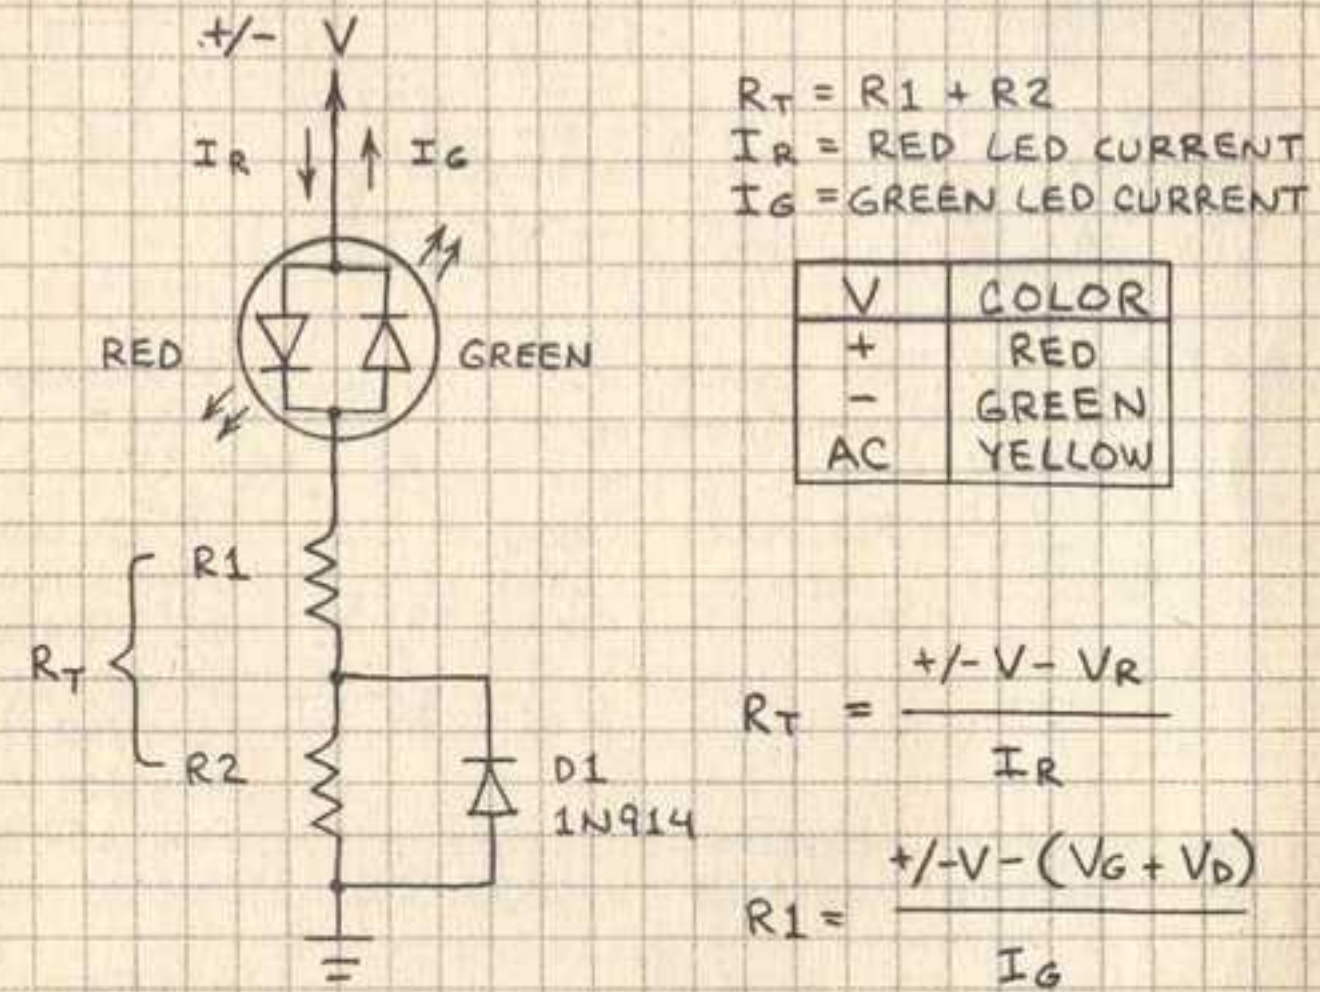 +/- V
IR IG
RED GREEN
R1
RT
R2
D1
1N914
RT = R1 + R2
IR = RED LED CURRENT
IG = GREEN LED CURRENT
V COLOR
+ RED
- GREEN
AC YELLOW
RT = +/- V - VR
IR
R1 = +/-V - (VG + VD)
IG